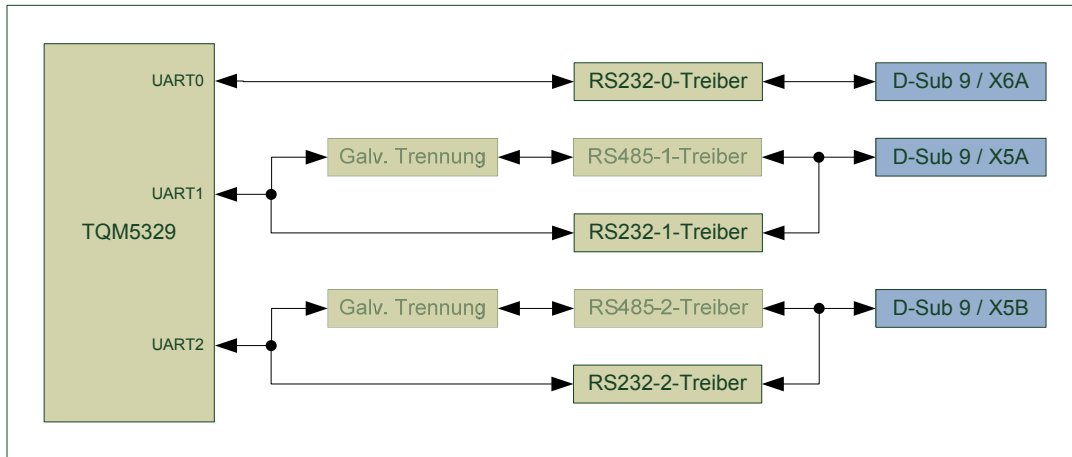 UART0
RS232-0-Treiber
D-Sub 9 / X6A
Galv. Trennung
RS485-1-Treiber
D-Sub 9 / X5A
UART1
TQM5329
RS232-1-Treiber
Galv. Trennung
RS485-2-Treiber
D-Sub 9 / X5B
UART2
RS232-2-Treiber